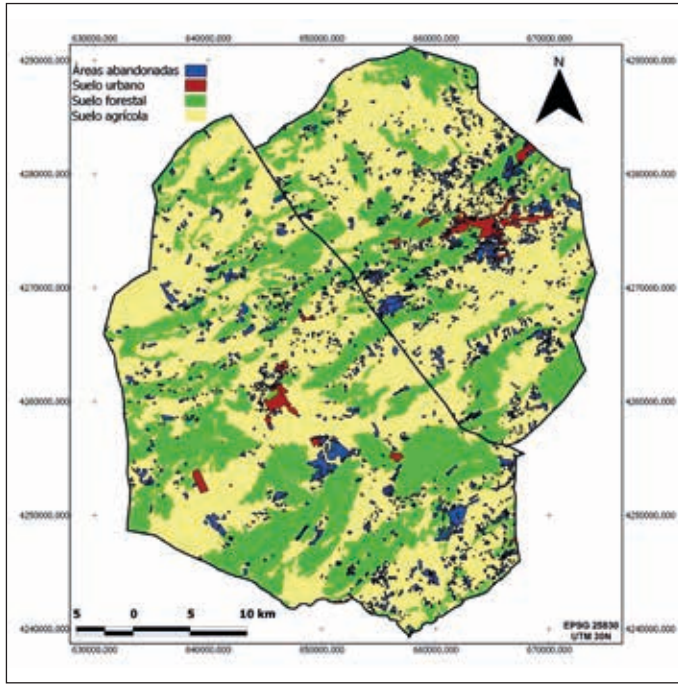 630000.000 640000.000 650000.000 660000.000 670000.000
4290000.000 4290000.000
Áreas abandonadas
Suelo urbano
Suelo forestal
Suelo agrícola
N
4280000.000 4280000.000
4270000.000 4270000.000
4260000.000 4260000.000
4250000.000 4250000.000
5 0 5 10 km
EPSG 25830
UTM 30N
4240000.000 4240000.000
630000.000 640000.000 650000.000 660000.000 670000.000